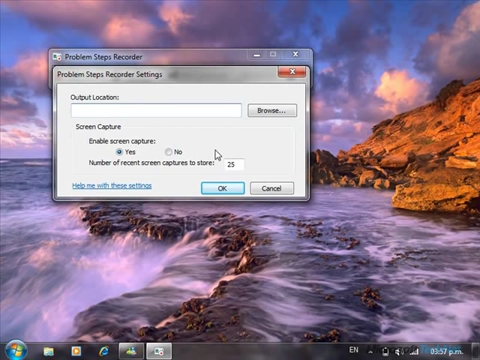 Problem Steps Recorder
Problem Steps Recorder Settings
Output Location:
Browse...
Screen Capture
Enable screen capture:
Yes
No
Number of recent screen captures to store:
25
Help me with these settings
OK
Cancel
EN
03:57 p.m.